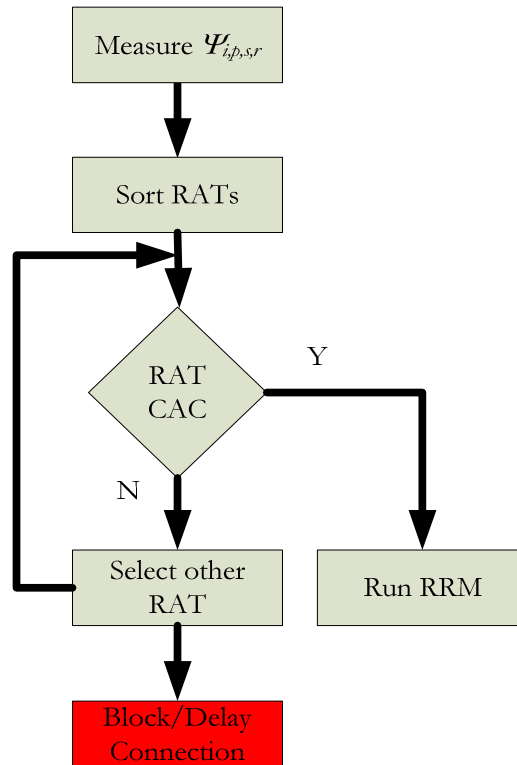 Measure Ψi,p,s,r
Sort RATs
RAT
CAC
Y
N
Select other
RAT
Run RRM
Block/Delay
Connection